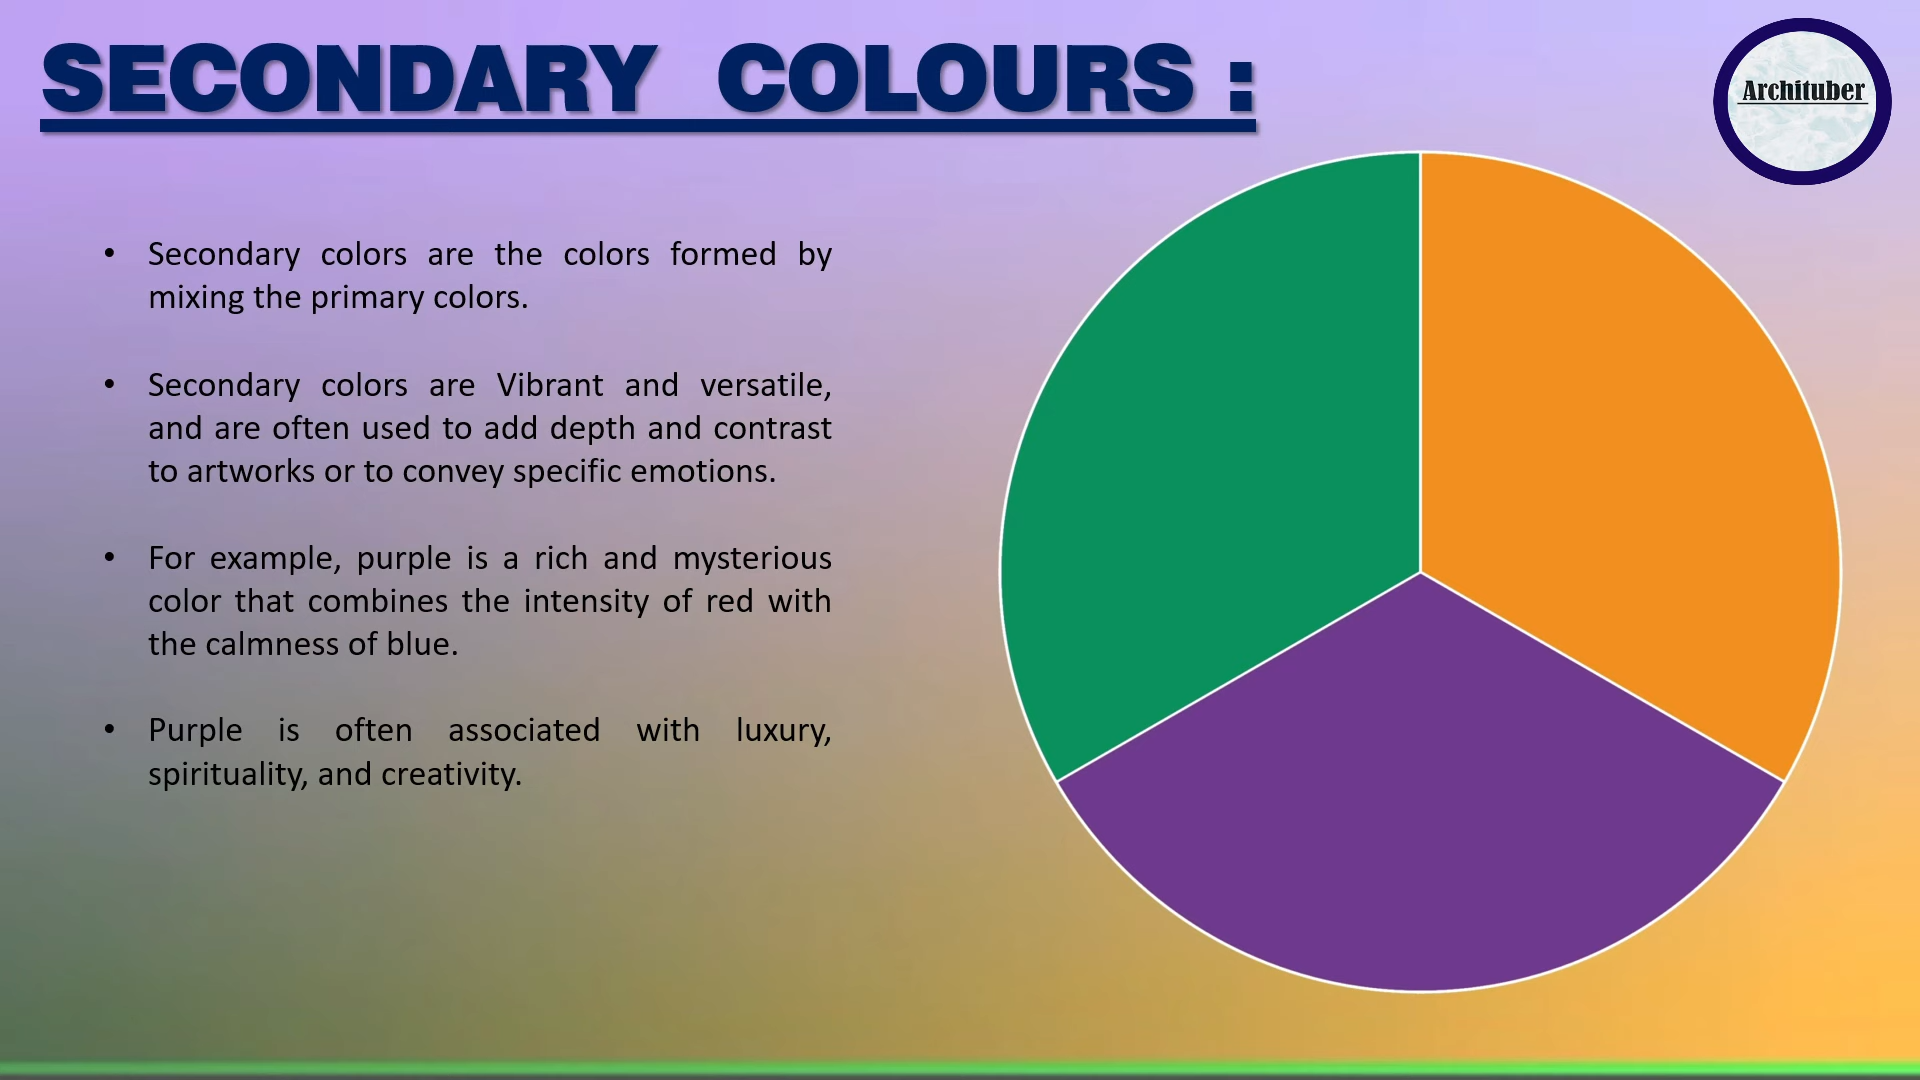 SECONDARY COLOURS :
Archituber
• Secondary colors are the colors formed by
mixing the primary colors.
• Secondary colors are Vibrant and versatile,
and are often used to add depth and contrast
to artworks or to convey specific emotions.
• For example, purple is a rich and mysterious
color that combines the intensity of red with
the calmness of blue.
• Purple is often associated with luxury,
spirituality, and creativity.